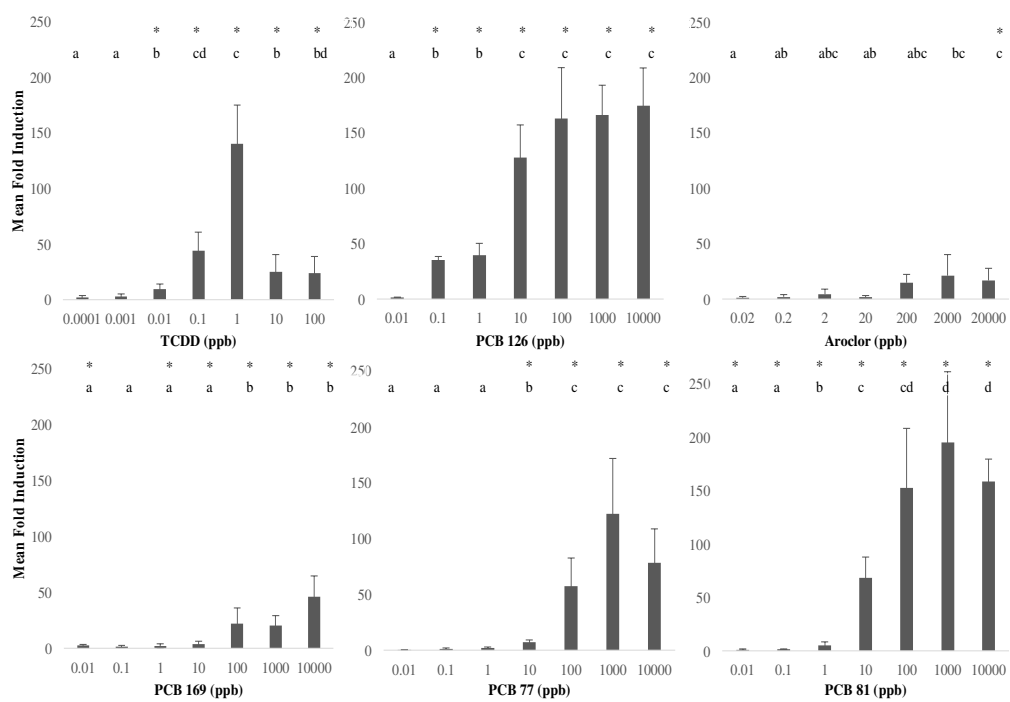 250
* * * * *
a a b cd c b bd
200
150
100
50
0
Mean Fold Induction
0.0001 0.001 0.01 0.1 1 10 100
TCDD (ppb)
250
* * * * * *
a b b c c c c
200
150
100
50
0
0.01 0.1 1 10 100 1000 10000
PCB 126 (ppb)
250
*
a ab abc ab abc bc c
200
150
100
50
0
0.02 0.2 2 20 200 2000 20000
Aroclor (ppb)
250
* * * * * *
a a a a b b b
200
150
100
50
0
Mean Fold Induction
0.01 0.1 1 10 100 1000 10000
PCB 169 (ppb)
250
* * * *
a a a b c c c
200
150
100
50
0
0.01 0.1 1 10 100 1000 10000
PCB 77 (ppb)
250
* * * * * * *
a a b c cd d d
200
150
100
50
0
0.01 0.1 1 10 100 1000 10000
PCB 81 (ppb)